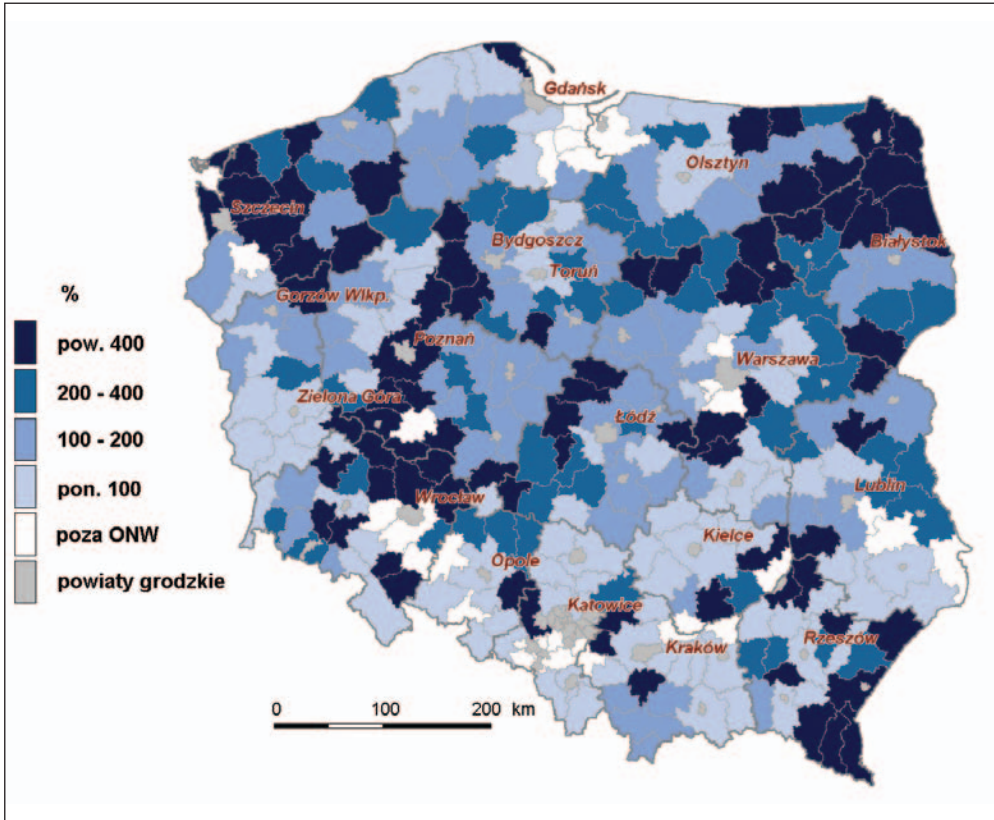 Gdańsk
Olsztyn
Szczecin
Białystok
Bydgoszcz
Toruń
Gorzów Wlkp.
Poznań
Warszawa
Zielona Góra
Łódź
Lublin
Wrocław
Kielce
Opole
Katowice
Kraków
Rzeszów
%
pow. 400
200 - 400
100 - 200
pon. 100
poza ONW
powiaty grodzkie
0 100 200 km